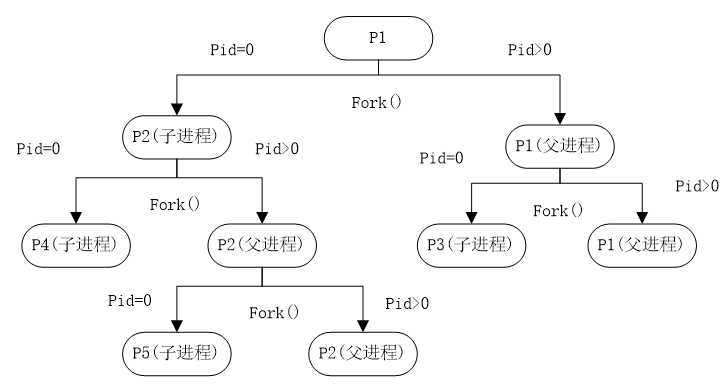 P1
Pid=0
Pid>0
Fork()
P2(子进程)
P1(父进程)
Pid=0
Pid>0
Pid=0
Pid>0
Fork()
Fork()
P4(子进程)
P2(父进程)
P3(子进程)
P1(父进程)
Pid=0
Pid>0
Fork()
P5(子进程)
P2(父进程)